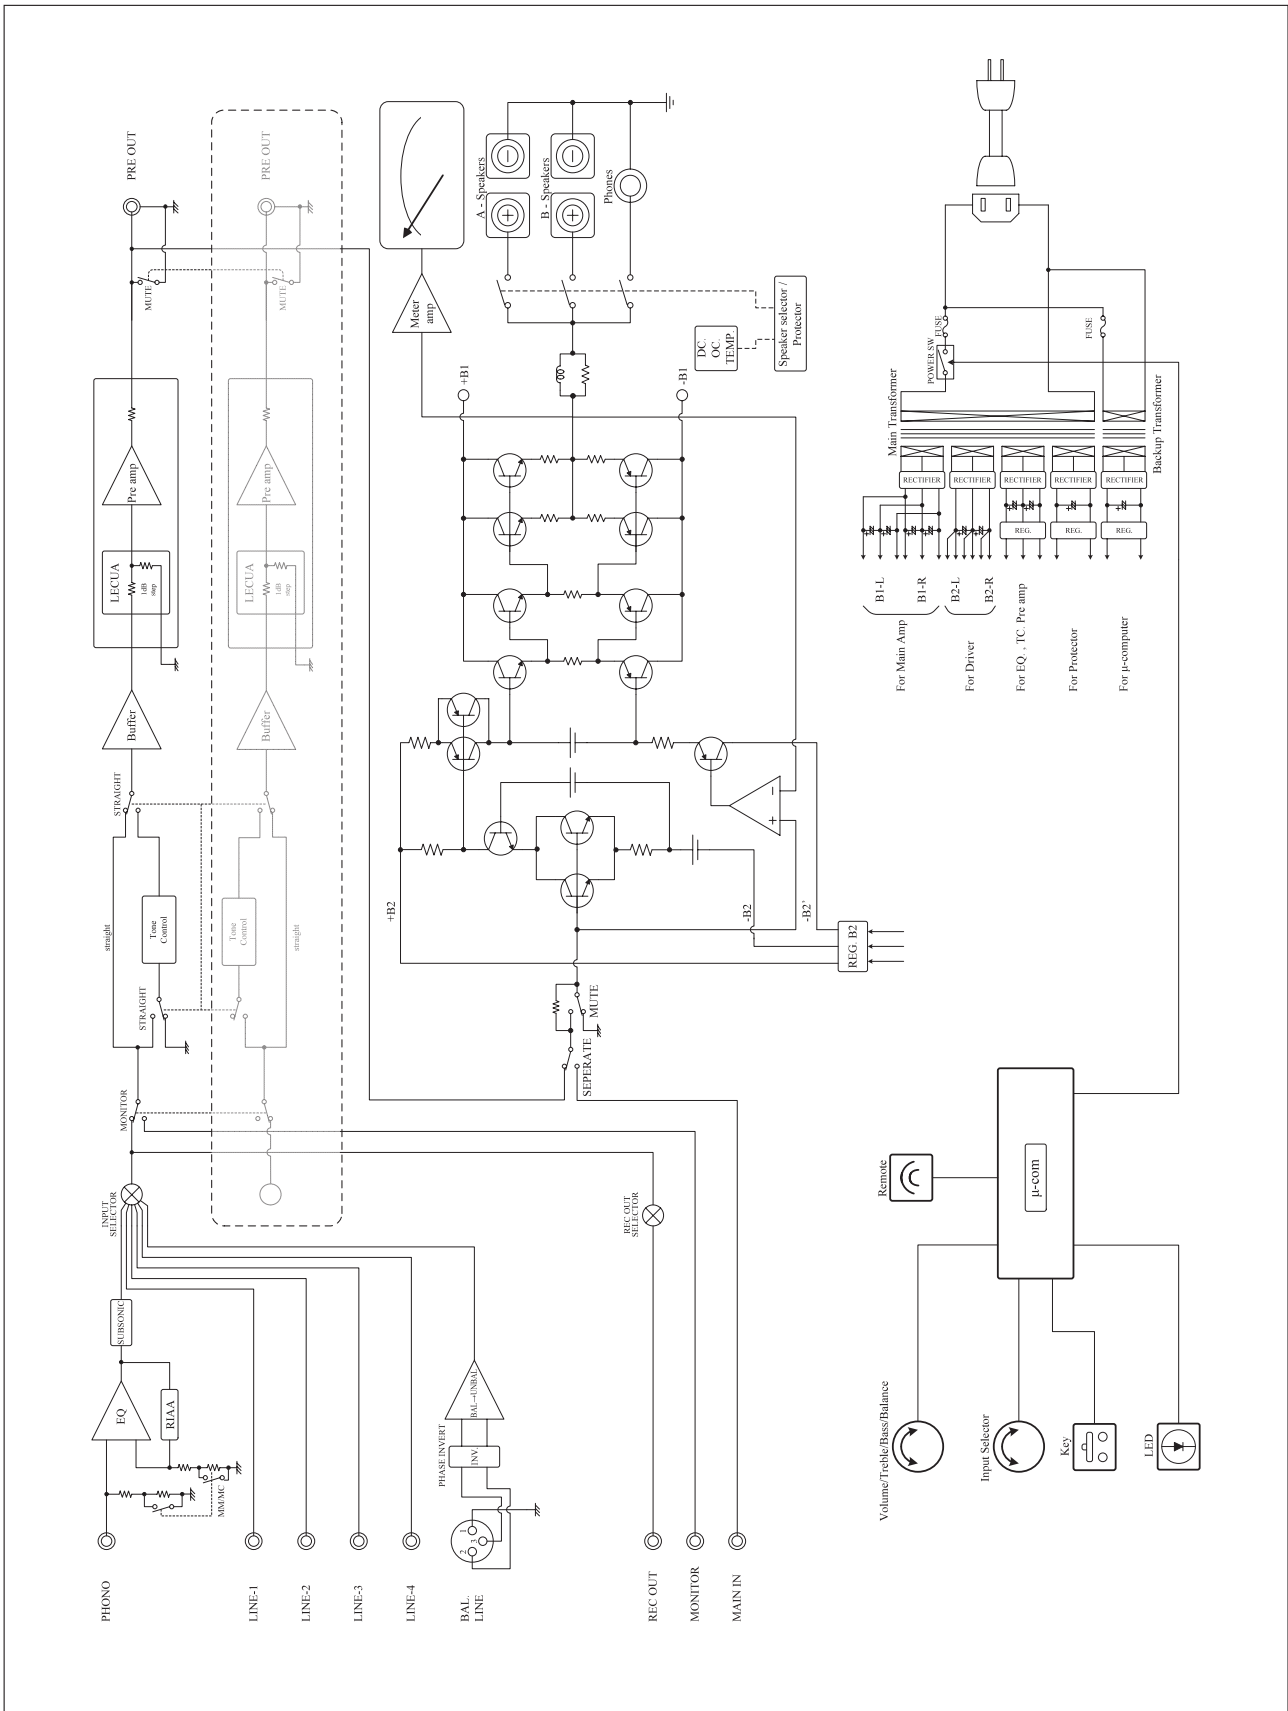 PHONO
LINE-1
LINE-2
LINE-3
LINE-4
BAL.
LINE
REC OUT
MONITOR
MAIN IN
MM/MC
EQ
RIAA
SUBSONIC
1
2
3
PHASE INVERT
INV.
BAL→UNBAL
INPUT
SELECTOR
REC OUT
SELECTOR
MONITOR
STRAIGHT
straight
Tone
Control
STRAIGHT
Tone
Control
straight
Buffer
Buffer
LECUA
1dB
step
Pre amp
LECUA
1dB
step
Pre amp
MUTE
MUTE
PRE OUT
PRE OUT
SEPERATE
MUTE
+B2
-B2
-B2'
REG. B2
+
-
+B1
-B1
Meter
amp
A - Speakers
B - Speakers
Phones
DC.
OC.
TEMP.
Speaker selector /
Protector
FUSE
POWER SW
FUSE
Main Transformer
Backup Transformer
RECTIFIER
RECTIFIER
RECTIFIER
RECTIFIER
RECTIFIER
REG.
REG.
REG.
B1-L
B1-R
B2-L
B2-R
For Main Amp
For Driver
For EQ. , TC. Pre amp
For Protector
For μ-computer
Remote
μ-com
Volume/Treble/Bass/Balance
Input Selector
Key
LED